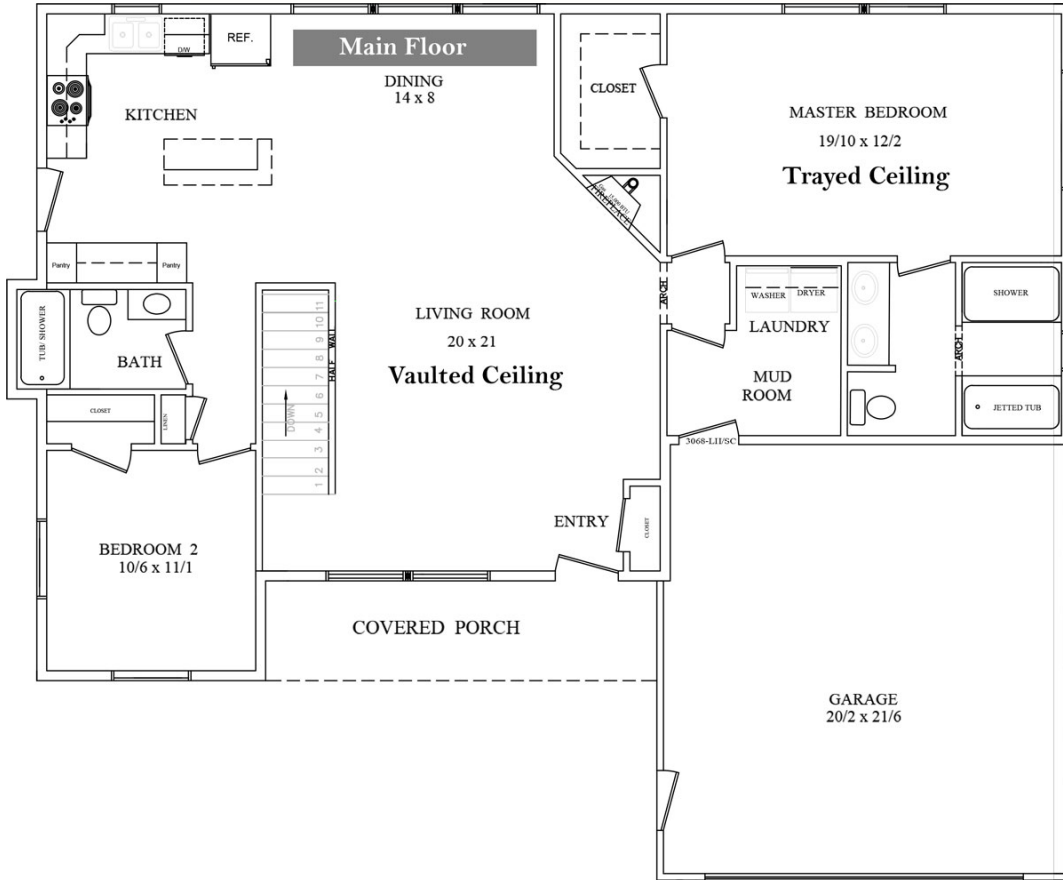 REF.
D/W
Main Floor
DINING
14 x 8
KITCHEN
CLOSET
MASTER BEDROOM
19/10 x 12/2
Trayed Ceiling
FIREPLACE
Pantry
Pantry
TUB/ SHOWER
BATH
CLOSET
LINEN
11
10
9
8
7
6
5
4
3
2
1
DOWN
HALF WALL
LIVING ROOM
20 x 21
Vaulted Ceiling
ARCH
WASHER
DRYER
LAUNDRY
MUD
ROOM
SHOWER
ARCH
JETTED TUB
3068-LII/SC
BEDROOM 2
10/6 x 11/1
ENTRY
CLOSET
COVERED PORCH
GARAGE
20/2 x 21/6